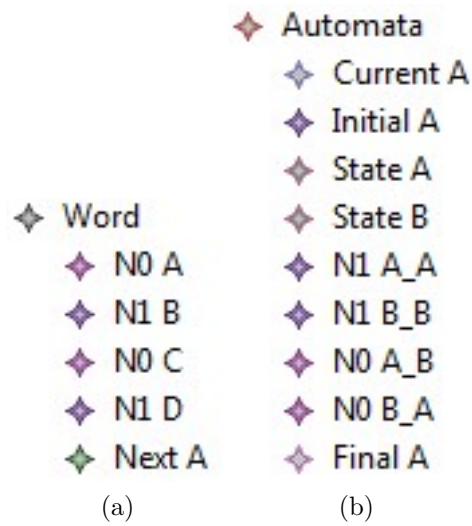 Word
N0 A
N1 B
N0 C
N1 D
Next A
(a)
Automata
Current A
Initial A
State A
State B
N1 A_A
N1 B_B
N0 A_B
N0 B_A
Final A
(b)